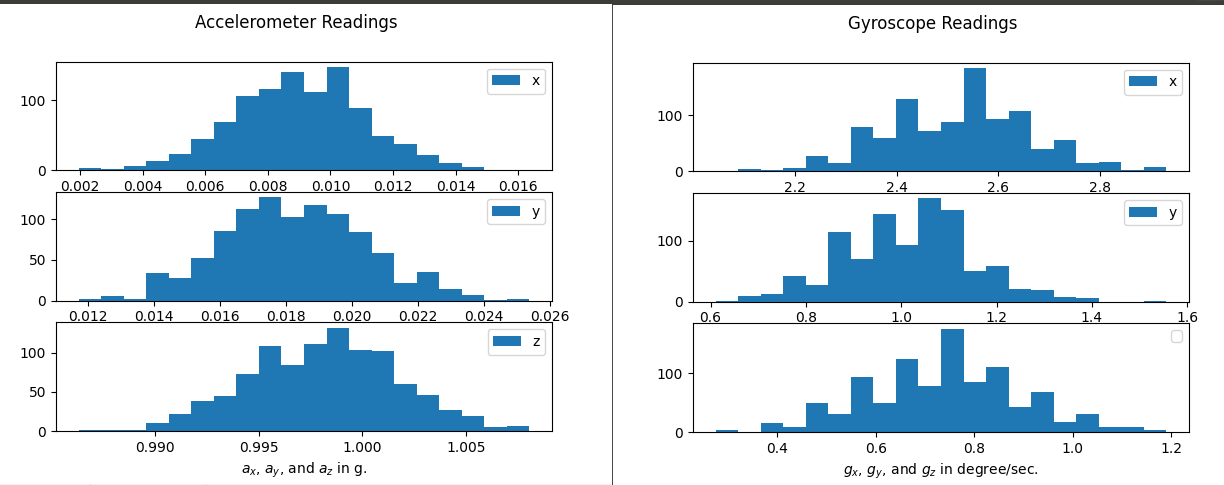 Accelerometer Readings
x
100
0
0.002 0.004 0.006 0.008 0.010 0.012 0.014 0.016
y
100
50
0
0.012 0.014 0.016 0.018 0.020 0.022 0.024 0.026
z
100
50
0
0.990 0.995 1.000 1.005
ax, ay, and az in g.
Gyroscope Readings
x
100
0
2.2 2.4 2.6 2.8
y
100
0
0.6 0.8 1.0 1.2 1.4 1.6
100
0
0.4 0.6 0.8 1.0 1.2
gx, gy, and gz in degree/sec.